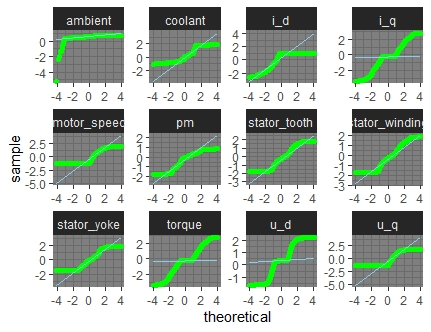 ambient coolant i_d i_q
0 -2 -4
4 2 0 -2
4 2 0 -2
2 0 -2
-4 -2 0 2 4 -4 -2 0 2 4 -4 -2 0 2 4 -4 -2 0 2 4
motor_speed pm stator_tooth stator_winding
2.5 0.0 -2.5 -5.0
2 0 -2
2 1 0 -1 -2
2 1 0 -1 -2 -3
-4 -2 0 2 4 -4 -2 0 2 4 -4 -2 0 2 4 -4 -2 0 2 4
stator_yoke torque u_d u_q
2 0 -2
2 0 -2
2 1 0 -1
2.5 0.0 -2.5 -5.0
-4 -2 0 2 4 -4 -2 0 2 4 -4 -2 0 2 4 -4 -2 0 2 4
sample
theoretical